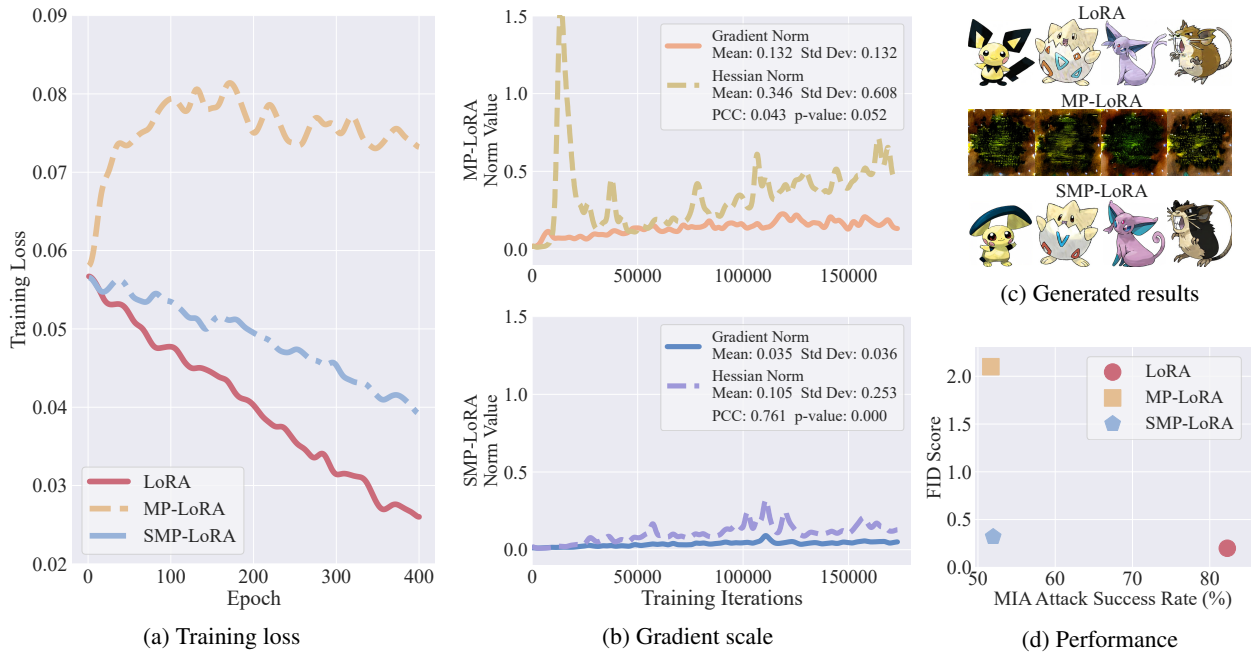 0.09
0.08
0.07
0.06
0.05
0.04
0.03
0.02
Training Loss
LoRA
MP-LoRA
SMP-LoRA
0 100 200 300 400
Epoch
(a) Training loss
1.5
1.0
0.5
0.0
MP-LoRA
Norm Value
Gradient Norm
Mean: 0.132 Std Dev: 0.132
Hessian Norm
Mean: 0.346 Std Dev: 0.608
PCC: 0.043 p-value: 0.052
0 50000 100000 150000
1.5
1.0
0.5
0.0
SMP-LoRA
Norm Value
Gradient Norm
Mean: 0.035 Std Dev: 0.036
Hessian Norm
Mean: 0.105 Std Dev: 0.253
PCC: 0.761 p-value: 0.000
0 50000 100000 150000
Training Iterations
(b) Gradient scale
LoRA
MP-LoRA
SMP-LoRA
(c) Generated results
2.0
1.5
1.0
0.5
0.0
FID Score
LoRA
MP-LoRA
SMP-LoRA
50 60 70 80
MIA Attack Success Rate (%)
(d) Performance